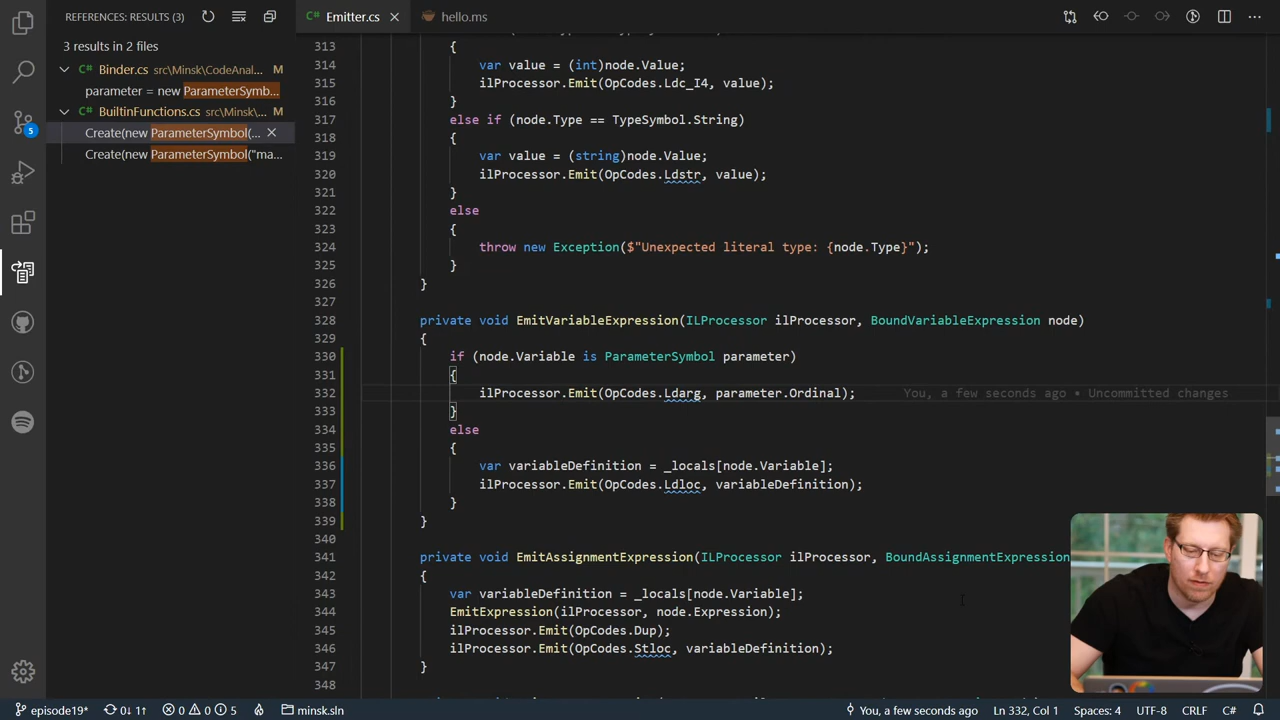 REFERENCES: RESULTS (3)
Emitter.cs
hello.ms
3 results in 2 files
Binder.cs src\Minsk\CodeAnal... M
parameter = new ParameterSymb...
BuiltinFunctions.cs src\Minsk\... M
Create(new ParameterSymbol(...
Create(new ParameterSymbol("ma...
5
313 {
314 var value = (int)node.Value;
315 ilProcessor.Emit(OpCodes.Ldc_I4, value);
316 }
317 else if (node.Type == TypeSymbol.String)
318 {
319 var value = (string)node.Value;
320 ilProcessor.Emit(OpCodes.Ldstr, value);
321 }
322 else
323 {
324 throw new Exception($"Unexpected literal type: {node.Type}");
325 }
326 }
327
328 private void EmitVariableExpression(ILProcessor ilProcessor, BoundVariableExpression node)
329 {
330 if (node.Variable is ParameterSymbol parameter)
331 {
332 ilProcessor.Emit(OpCodes.Ldarg, parameter.Ordinal); You, a few seconds ago • Uncommitted changes
333 }
334 else
335 {
336 var variableDefinition = _locals[node.Variable];
337 ilProcessor.Emit(OpCodes.Ldloc, variableDefinition);
338 }
339 }
340
341 private void EmitAssignmentExpression(ILProcessor ilProcessor, BoundAssignmentExpression
342 {
343 var variableDefinition = _locals[node.Variable];
344 EmitExpression(ilProcessor, node.Expression);
345 ilProcessor.Emit(OpCodes.Dup);
346 ilProcessor.Emit(OpCodes.Stloc, variableDefinition);
347 }
348
episode19* 0↓ 1↑ 0 0 5 minsk.sln You, a few seconds ago Ln 332, Col 1 Spaces: 4 UTF-8 CRLF C#